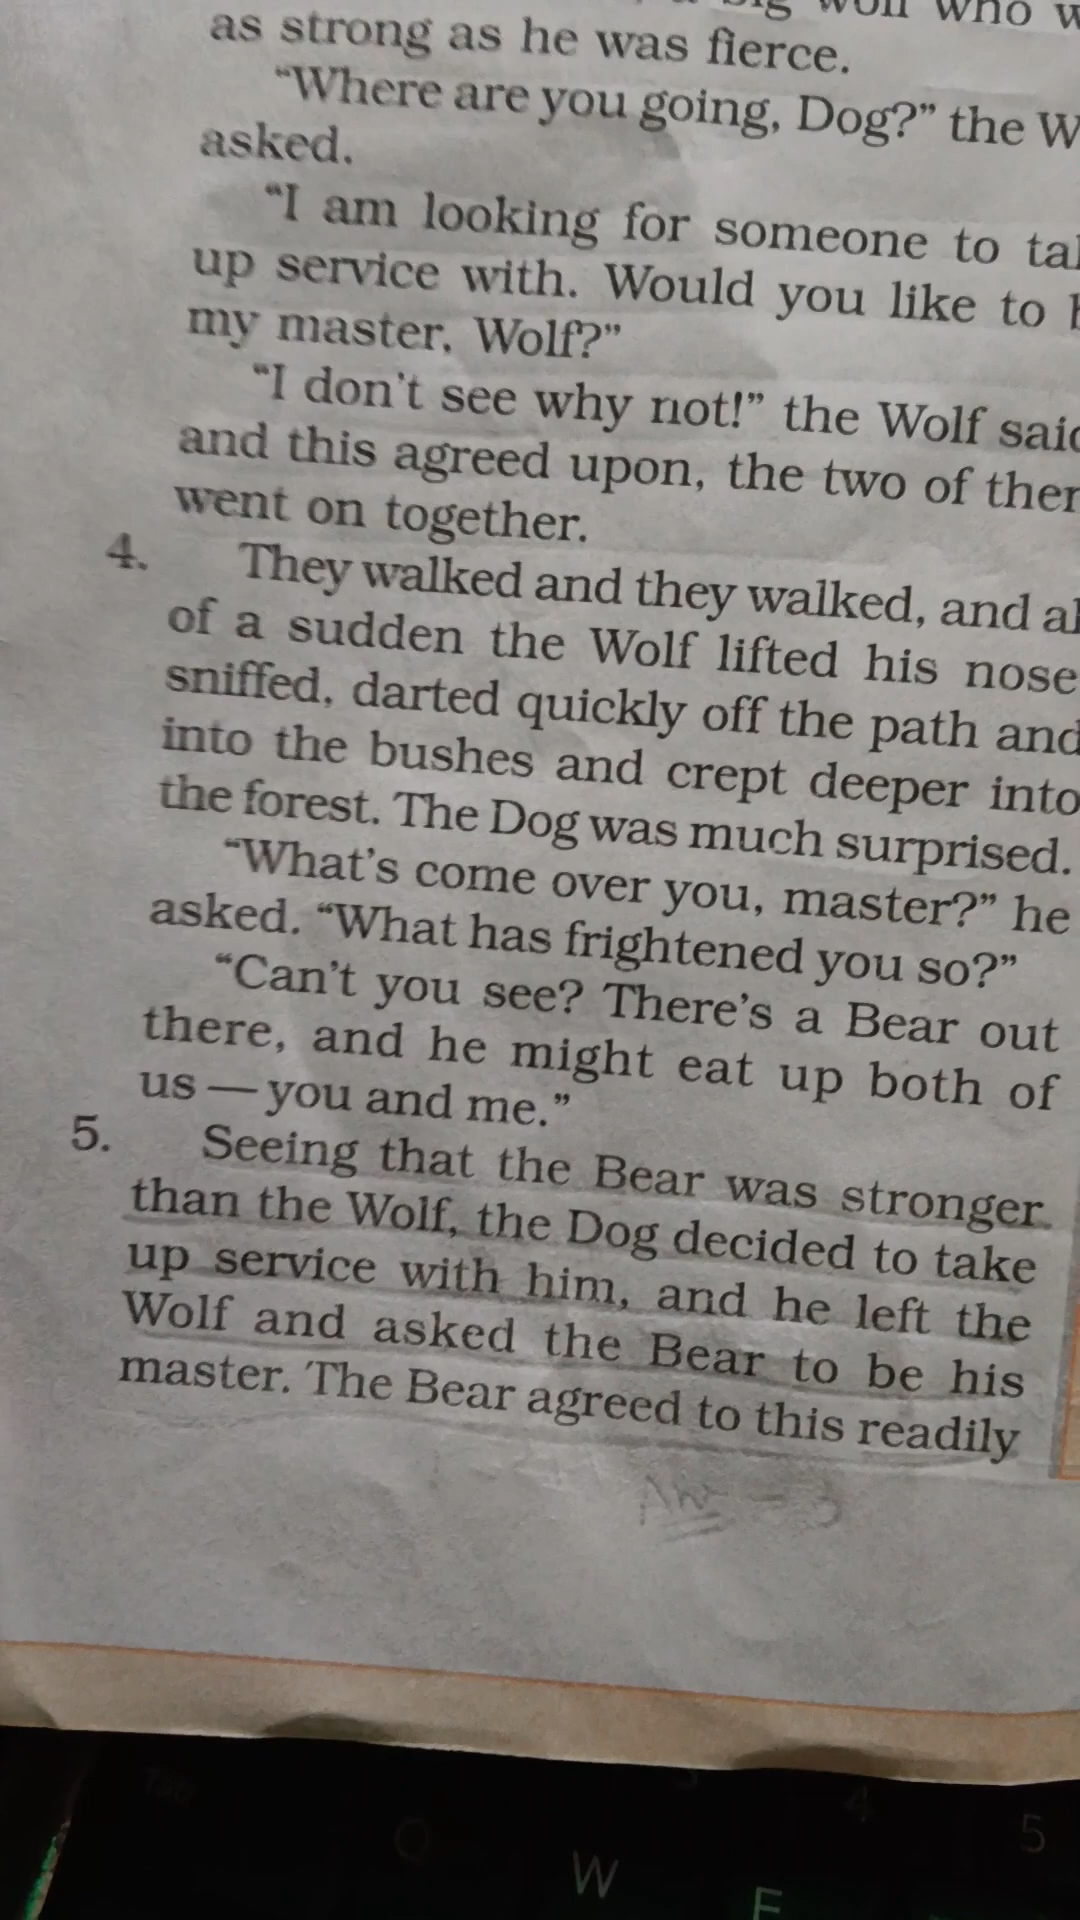 wolf who
as strong as he was fierce.
“Where are you going, Dog?” the
asked.
“I am looking for someone to
up service with. Would you like to
my master, Wolf?”
“I don't see why not!” the Wolf
and this agreed upon, the two of
went on together.
4. They walked and they walked, and
of a sudden the Wolf lifted his nose
sniffed, darted quickly off the path and
into the bushes and crept deeper into
the forest. The Dog was much surprised.
“What's come over you, master?” he
asked. “What has frightened you so?”
“Can't you see? There's a Bear out
there, and he might eat up both of
us — you and me.”
5. Seeing that the Bear was stronger
than the Wolf, the Dog decided to take
up service with him, and he left the
Wolf and asked the Bear to be his
master. The Bear agreed to this readily
Ans - 3
4
5
W